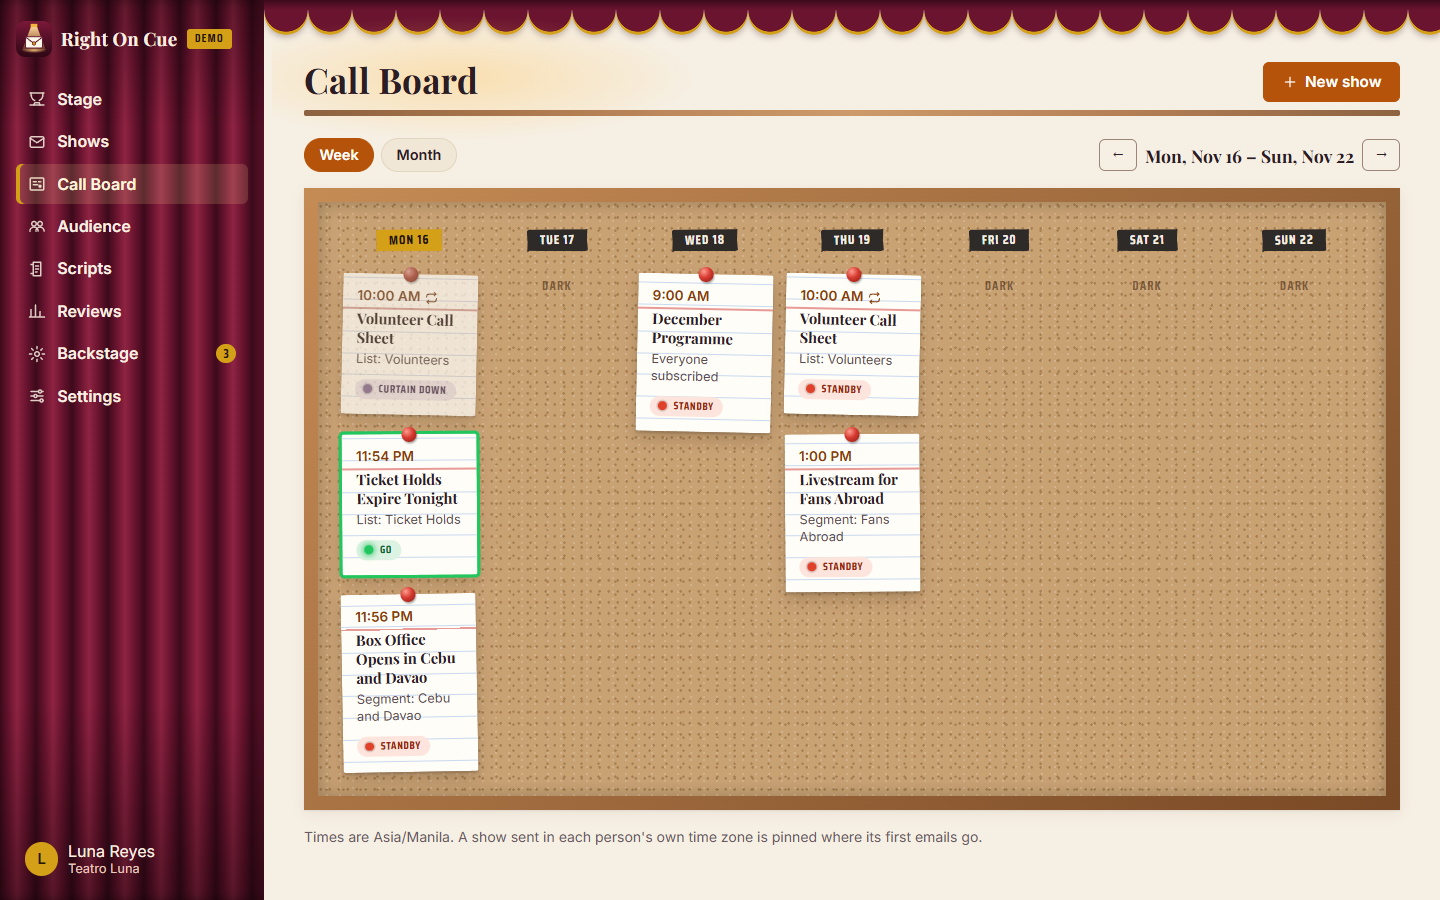 Right On Cue
DEMO
Stage
Shows
Call Board
Audience
Scripts
Reviews
Backstage
3
Settings
L
Luna Reyes
Teatro Luna
Call Board
+ New show
Week
Month
←
Mon, Nov 16 – Sun, Nov 22
→
MON 16
10:00 AM
Volunteer Call
Sheet
List: Volunteers
CURTAIN DOWN
11:54 PM
Ticket Holds
Expire Tonight
List: Ticket Holds
GO
11:56 PM
Box Office
Opens in Cebu
and Davao
Segment: Cebu
and Davao
STANDBY
TUE 17
DARK
WED 18
9:00 AM
December
Programme
Everyone
subscribed
STANDBY
THU 19
10:00 AM
Volunteer Call
Sheet
List: Volunteers
STANDBY
1:00 PM
Livestream for
Fans Abroad
Segment: Fans
Abroad
STANDBY
FRI 20
DARK
SAT 21
DARK
SUN 22
DARK
Times are Asia/Manila. A show sent in each person's own time zone is pinned where its first emails go.